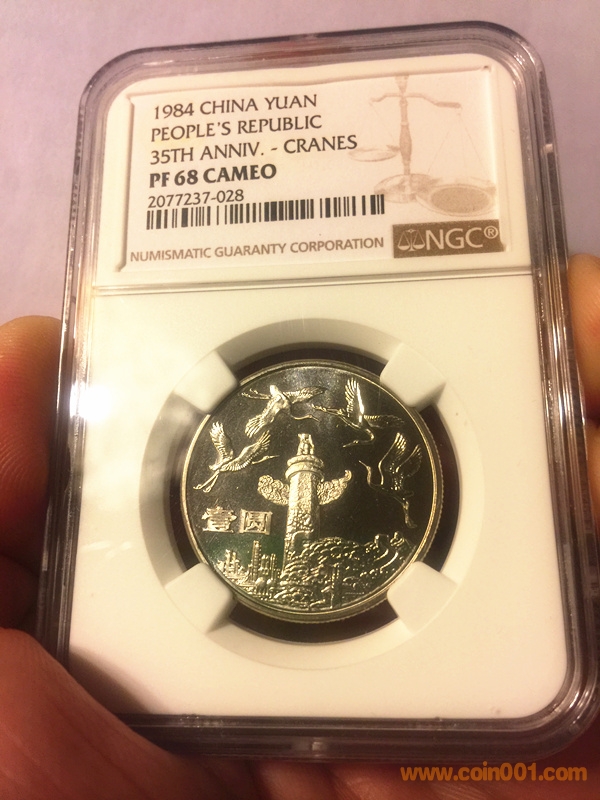 1984 CHINA YUAN
PEOPLE'S REPUBLIC
35TH ANNIV. - CRANES
PF 68 CAMEO
2077237-028
NUMISMATIC GUARANTY CORPORATION
NGC®
壹圆
www.coin001.com